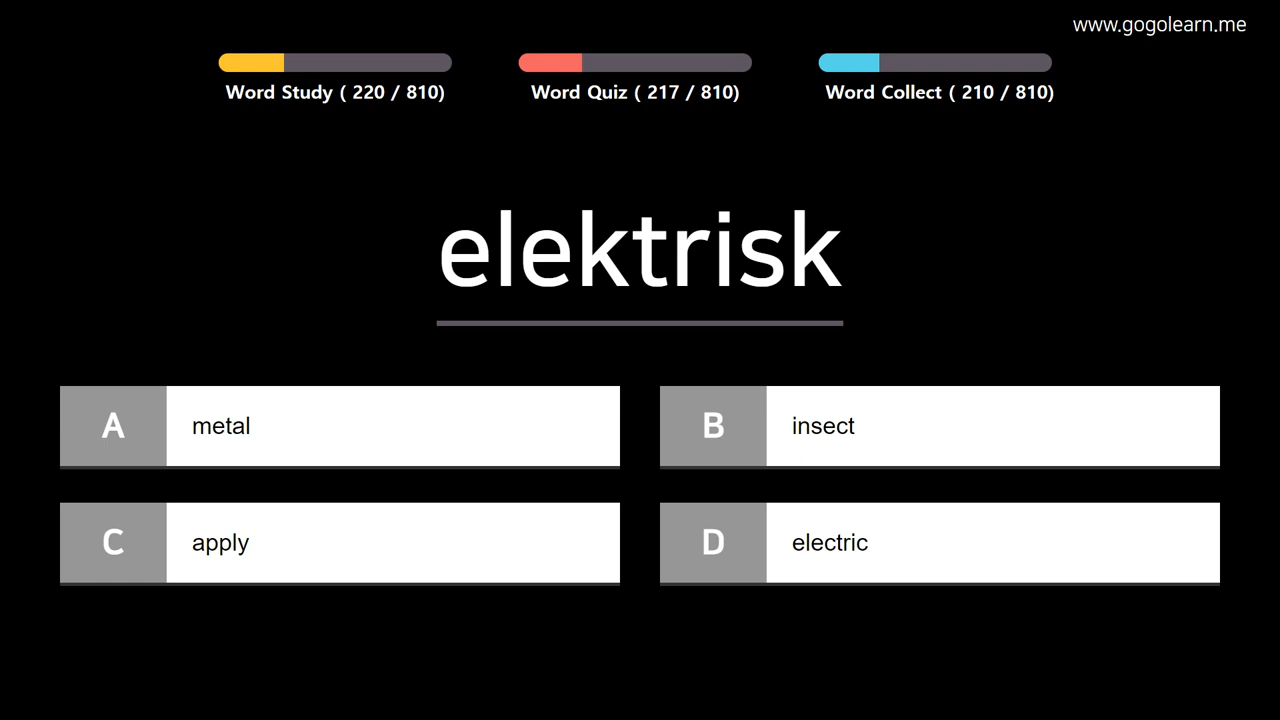 www.gogolearn.me
Word Study ( 220 / 810)
Word Quiz ( 217 / 810)
Word Collect ( 210 / 810)
elektrisk
A metal
B insect
C apply
D electric